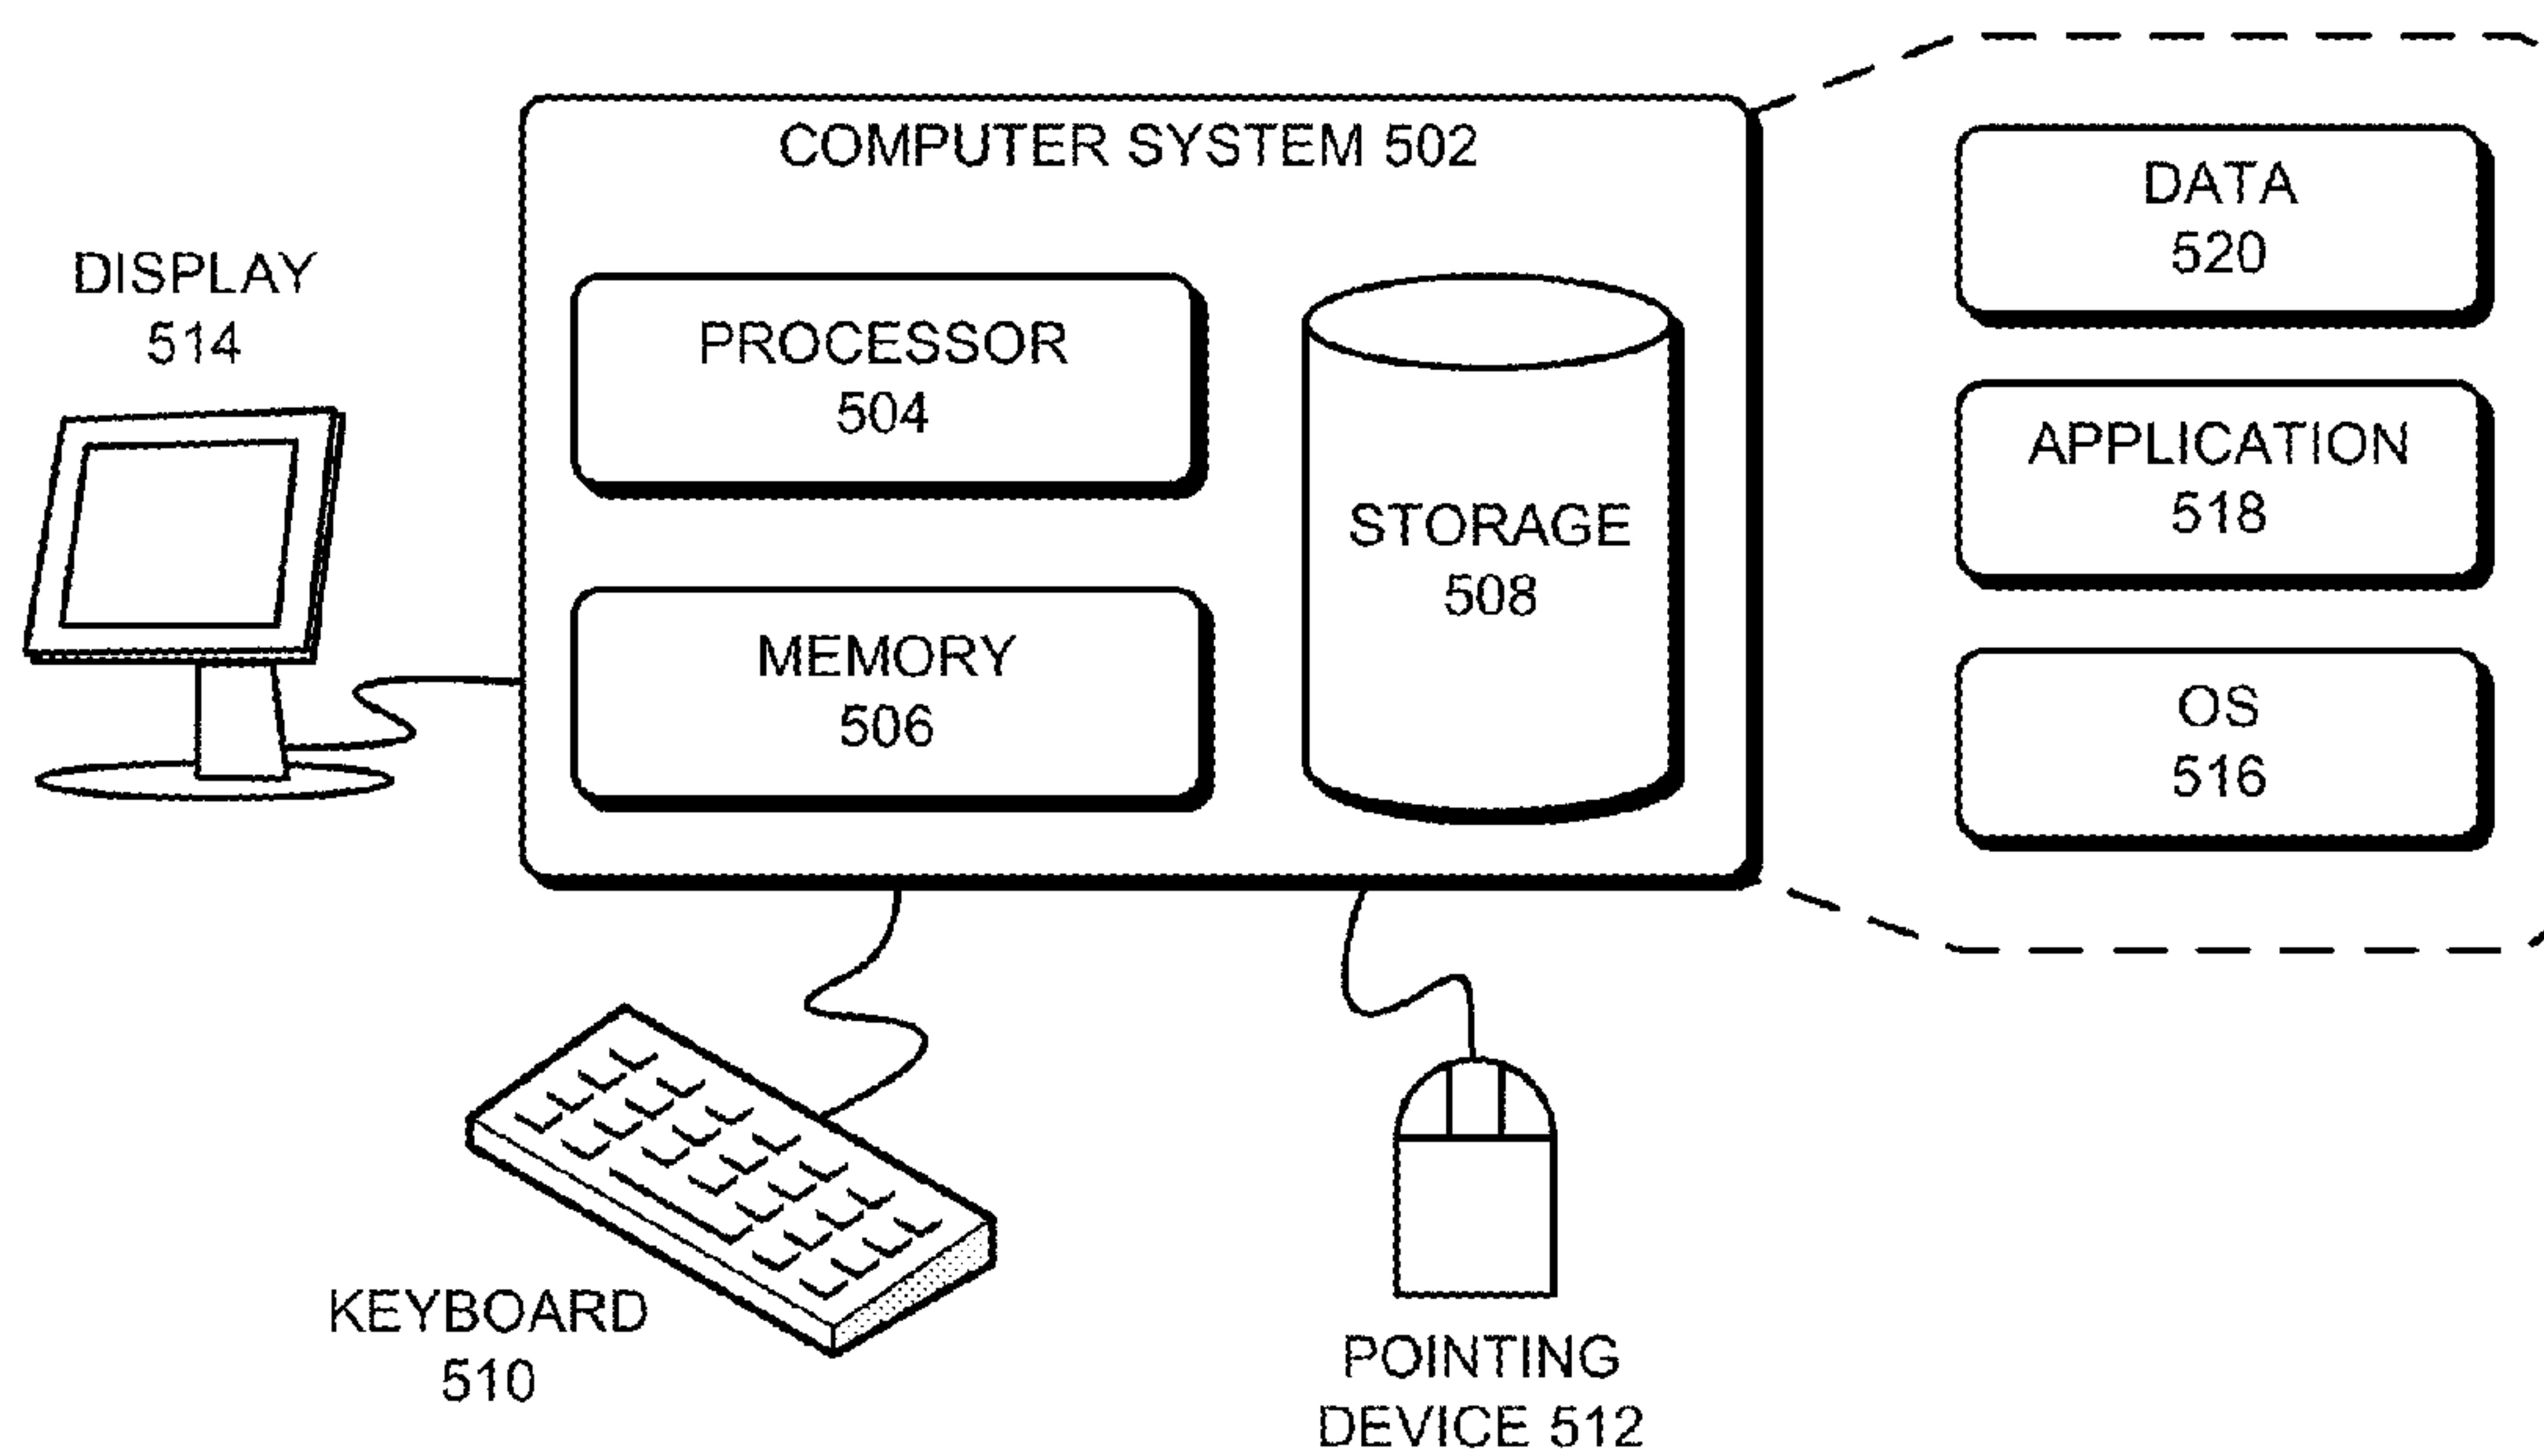 COMPUTER SYSTEM 502
DISPLAY
514
PROCESSOR
504
MEMORY
506
STORAGE
508
DATA
520
APPLICATION
518
OS
516
KEYBOARD
510
POINTING
DEVICE 512